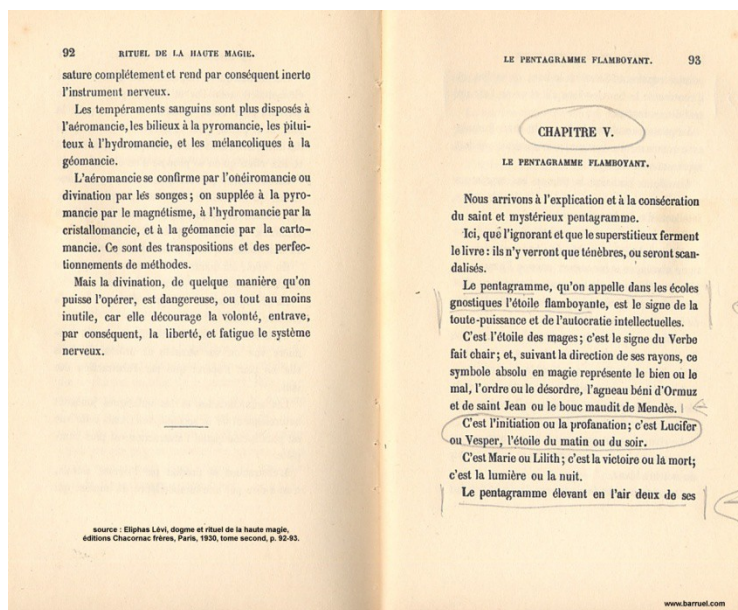 92 RITUEL DE LA HAUTE MAGIE.
sature complétement et rend par conséquent inerte
l'instrument nerveux.
Les tempéraments sanguins sont plus disposés à
l'aéromancie, les bilieux à la pyromancie, les pitui-
teux à l'hydromancie, et les mélancoliques à la
géomancie.
L'aéromancie se confirme par l'onéiromancie ou
divination par les songes; on supplée à la pyro-
mancie par le magnétisme, à l'hydromancie par la
cristallomancie, et à la géomancie par la carto-
mancie. Ce sont des transpositions et des perfec-
tionnements de méthodes.
Mais la divination, de quelque manière qu'on
puisse l'opérer, est dangereuse, ou tout au moins
inutile, car elle décourage la volonté, entrave,
par conséquent, la liberté, et fatigue le système
nerveux.
source : Eliphas Lévi, dogme et rituel de la haute magie,
éditions Chacornac frères, Paris, 1930, tome second, p. 92-93.
LE PENTAGRAMME FLAMBOYANT. 93
CHAPITRE V.
LE PENTAGRAMME FLAMBOYANT.
Nous arrivons à l'explication et à la consécration
du saint et mystérieux pentagramme.
Ici, que l'ignorant et que le superstitieux ferment
le livre : ils n'y verront que ténèbres, ou seront scan-
dalisés.
Le pentagramme, qu'on appelle dans les écoles
gnostiques l'étoile flamboyante, est le signe de la
toute-puissance et de l'autocratie intellectuelles.
C'est l'étoile des mages; c'est le signe du Verbe
fait chair; et, suivant la direction de ses rayons, ce
symbole absolu en magie représente le bien ou le
mal, l'ordre ou le désordre, l'agneau béni d'Ormuz
et de saint Jean ou le bouc maudit de Mendès.
C'est l'initiation ou la profanation; c'est Lucifer
ou Vesper, l'étoile du matin ou du soir.
C'est Marie ou Lilith; c'est la victoire ou la mort;
c'est la lumière ou la nuit.
Le pentagramme élevant en l'air deux de ses
www.barruel.com